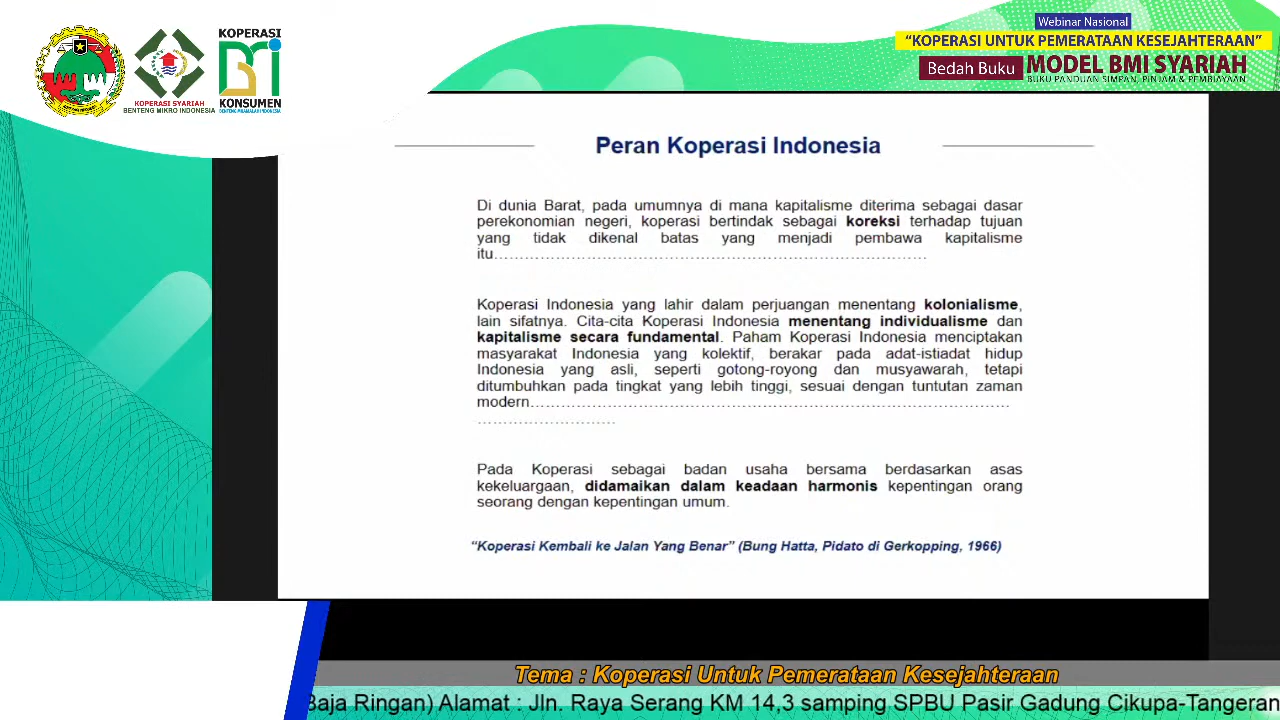 KOPERASI SYARIAH
BENTENG MIKRO INDONESIA
KOPERASI
BMI
KONSUMEN
BENTENG MUAMALAH INDONESIA
Webinar Nasional
“KOPERASI UNTUK PEMERATAAN KESEJAHTERAAN”
Bedah Buku MODEL BMI SYARIAH
BUKU PANDUAN SIMPAN, PINJAM & PEMBIAYAAN
Peran Koperasi Indonesia
Di dunia Barat, pada umumnya di mana kapitalisme diterima sebagai dasar
perekonomian negeri, koperasi bertindak sebagai koreksi terhadap tujuan
yang tidak dikenal batas yang menjadi pembawa kapitalisme
itu……………………………………………………………………………
Koperasi Indonesia yang lahir dalam perjuangan menentang kolonialisme,
lain sifatnya. Cita-cita Koperasi Indonesia menentang individualisme dan
kapitalisme secara fundamental. Paham Koperasi Indonesia menciptakan
masyarakat Indonesia yang kolektif, berakar pada adat-istiadat hidup
Indonesia yang asli, seperti gotong-royong dan musyawarah, tetapi
ditumbuhkan pada tingkat yang lebih tinggi, sesuai dengan tuntutan zaman
modern……………………………………………………………………………………
………………………
Pada Koperasi sebagai badan usaha bersama berdasarkan asas
kekeluargaan, didamaikan dalam keadaan harmonis kepentingan orang
seorang dengan kepentingan umum.
“Koperasi Kembali ke Jalan Yang Benar” (Bung Hatta, Pidato di Gerkopping, 1966)
Tema : Koperasi Untuk Pemerataan Kesejahteraan
Baja Ringan) Alamat : Jln. Raya Serang KM 14,3 samping SPBU Pasir Gadung Cikupa-Tangeran